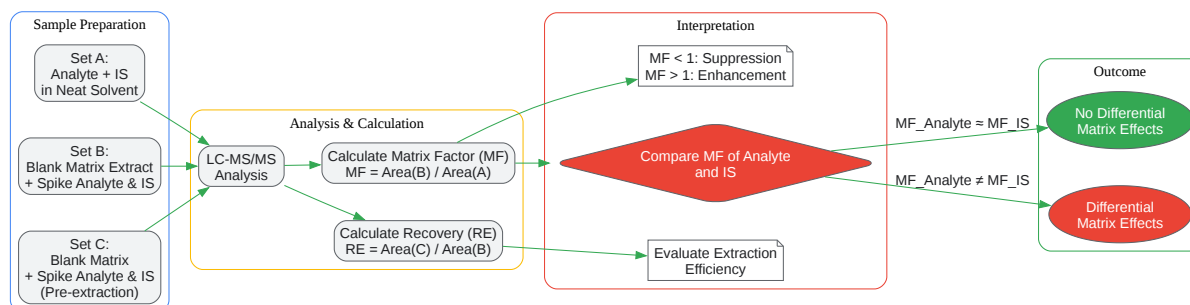 Sample Preparation
Set A:
Analyte + IS
in Neat Solvent
Set B:
Blank Matrix Extract
+ Spike Analyte & IS
Set C:
Blank Matrix
+ Spike Analyte & IS
(Pre-extraction)
Analysis & Calculation
LC-MS/MS
Analysis
Calculate Matrix Factor (MF)
MF = Area(B) / Area(A)
Calculate Recovery (RE)
RE = Area(C) / Area(B)
Interpretation
MF < 1: Suppression
MF > 1: Enhancement
Compare MF of Analyte
and IS
Evaluate Extraction
Efficiency
MF_Analyte ≈ MF_IS
MF_Analyte ≠ MF_IS
Outcome
No Differential
Matrix Effects
Differential
Matrix Effects